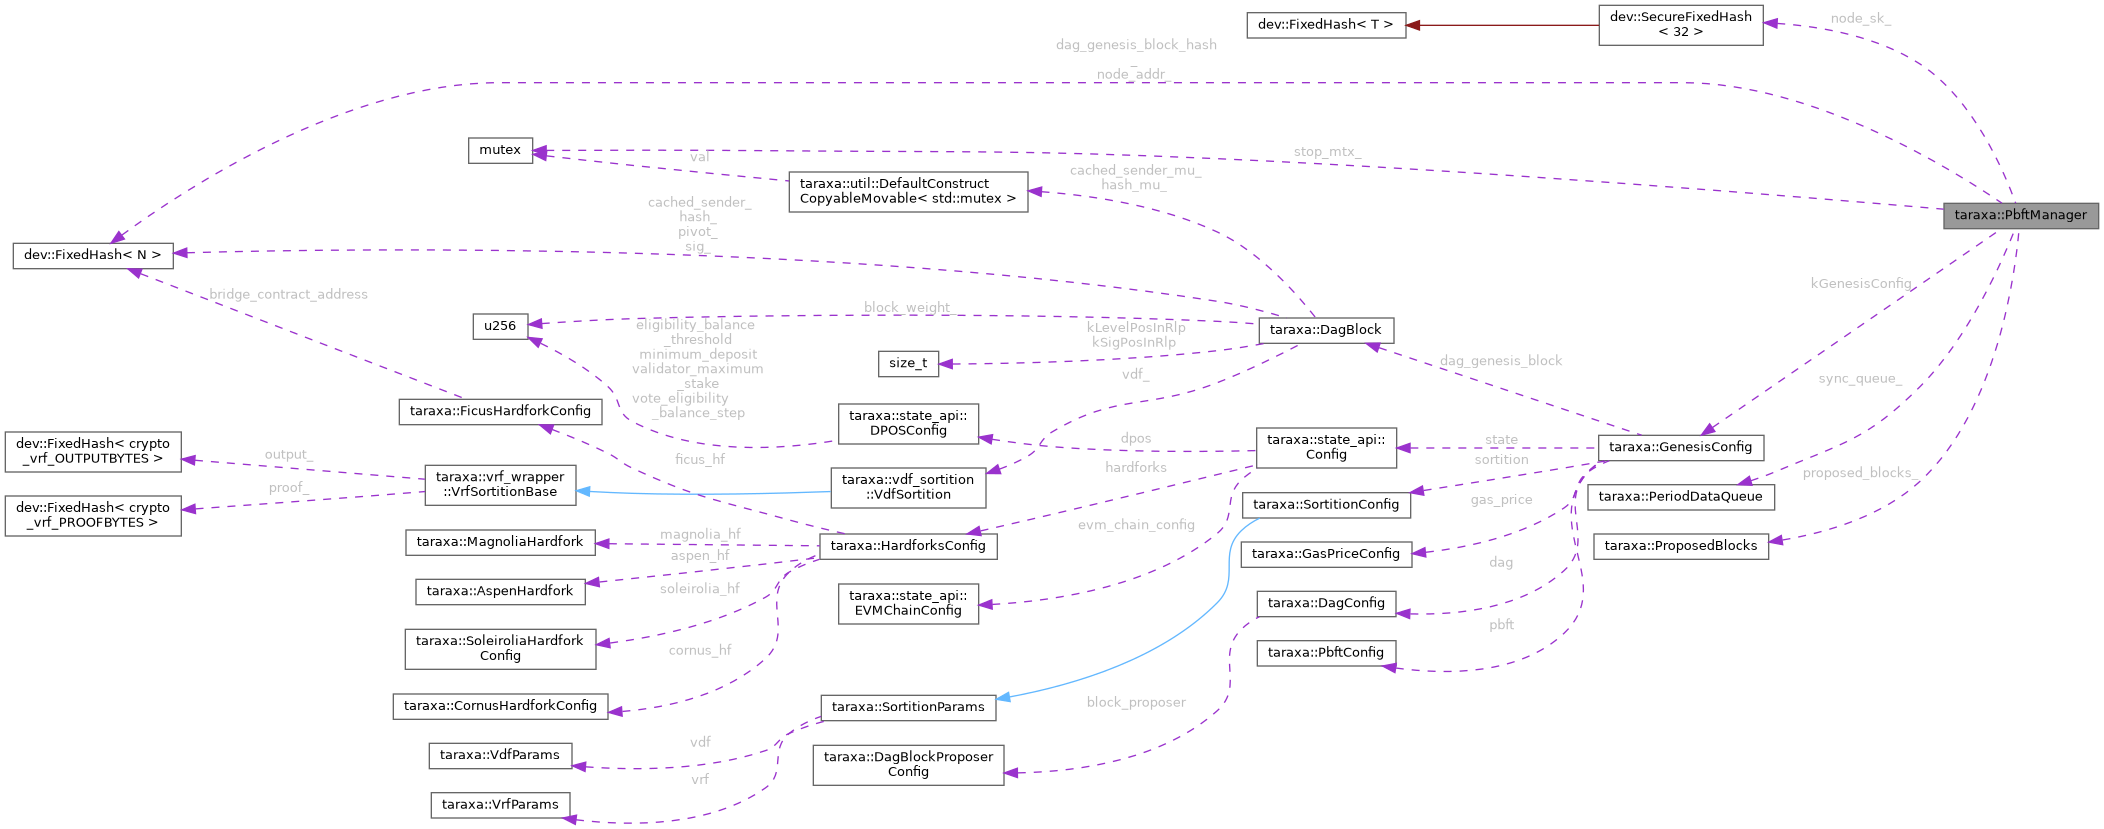 dev::FixedHash< T >
dev::SecureFixedHash
< 32 >
node_sk_
dag_genesis_block_hash
_
node_addr_
mutex
val
stop_mtx_
taraxa::util::DefaultConstruct
CopyableMovable< std::mutex >
cached_sender_mu_
hash_mu_
taraxa::PbftManager
cached_sender_
hash_
pivot_
sig_
dev::FixedHash< N >
bridge_contract_address
kGenesisConfig
u256
block_weight_
taraxa::DagBlock
eligibility_balance
_threshold
minimum_deposit
validator_maximum
_stake
vote_eligibility
_balance_step
kLevelPosInRlp
kSigPosInRlp
size_t
vdf_
dag_genesis_block
sync_queue_
taraxa::FicusHardforkConfig
taraxa::state_api::
DPOSConfig
dpos
taraxa::state_api::
Config
state
taraxa::GenesisConfig
dev::FixedHash< crypto
_vrf_OUTPUTBYTES >
output_
ficus_hf
hardforks
sortition
proposed_blocks_
taraxa::vrf_wrapper
::VrfSortitionBase
taraxa::vdf_sortition
::VdfSortition
proof_
dev::FixedHash< crypto
_vrf_PROOFBYTES >
taraxa::SortitionConfig
gas_price
taraxa::PeriodDataQueue
evm_chain_config
taraxa::MagnoliaHardfork
magnolia_hf
taraxa::HardforksConfig
taraxa::GasPriceConfig
taraxa::ProposedBlocks
aspen_hf
dag
taraxa::AspenHardfork
soleirolia_hf
taraxa::state_api::
EVMChainConfig
taraxa::DagConfig
pbft
taraxa::SoleiroliaHardfork
Config
cornus_hf
taraxa::PbftConfig
taraxa::CornusHardforkConfig
taraxa::SortitionParams
block_proposer
vdf
taraxa::VdfParams
taraxa::DagBlockProposer
Config
vrf
taraxa::VrfParams